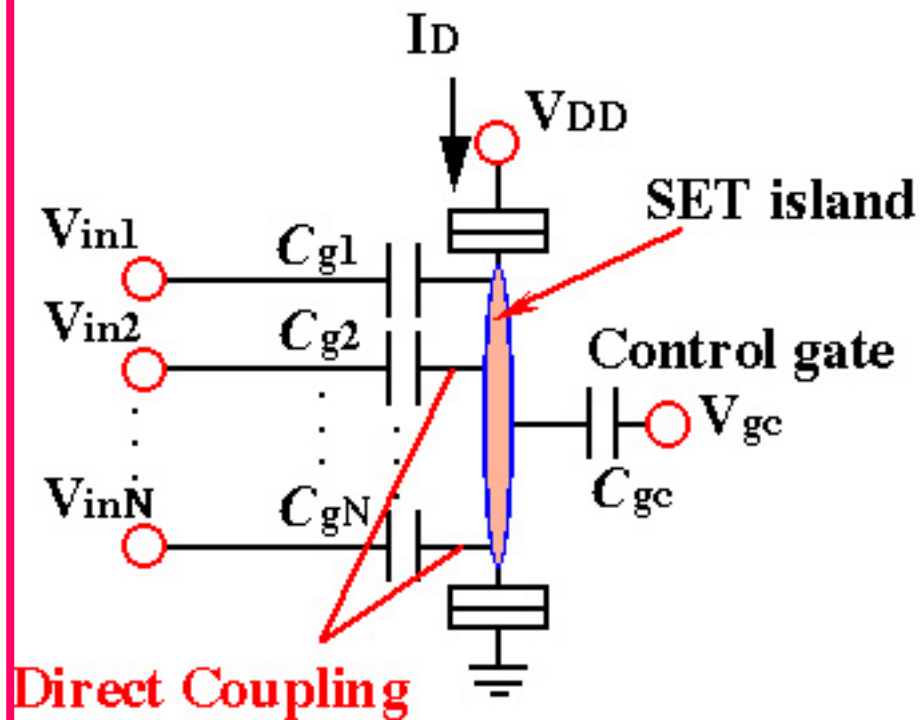 ID
VDD
SET island
Vin1
Cg1
Vin2
Cg2
Control gate
Vgc
Cgc
VinN
CgN
Direct Coupling